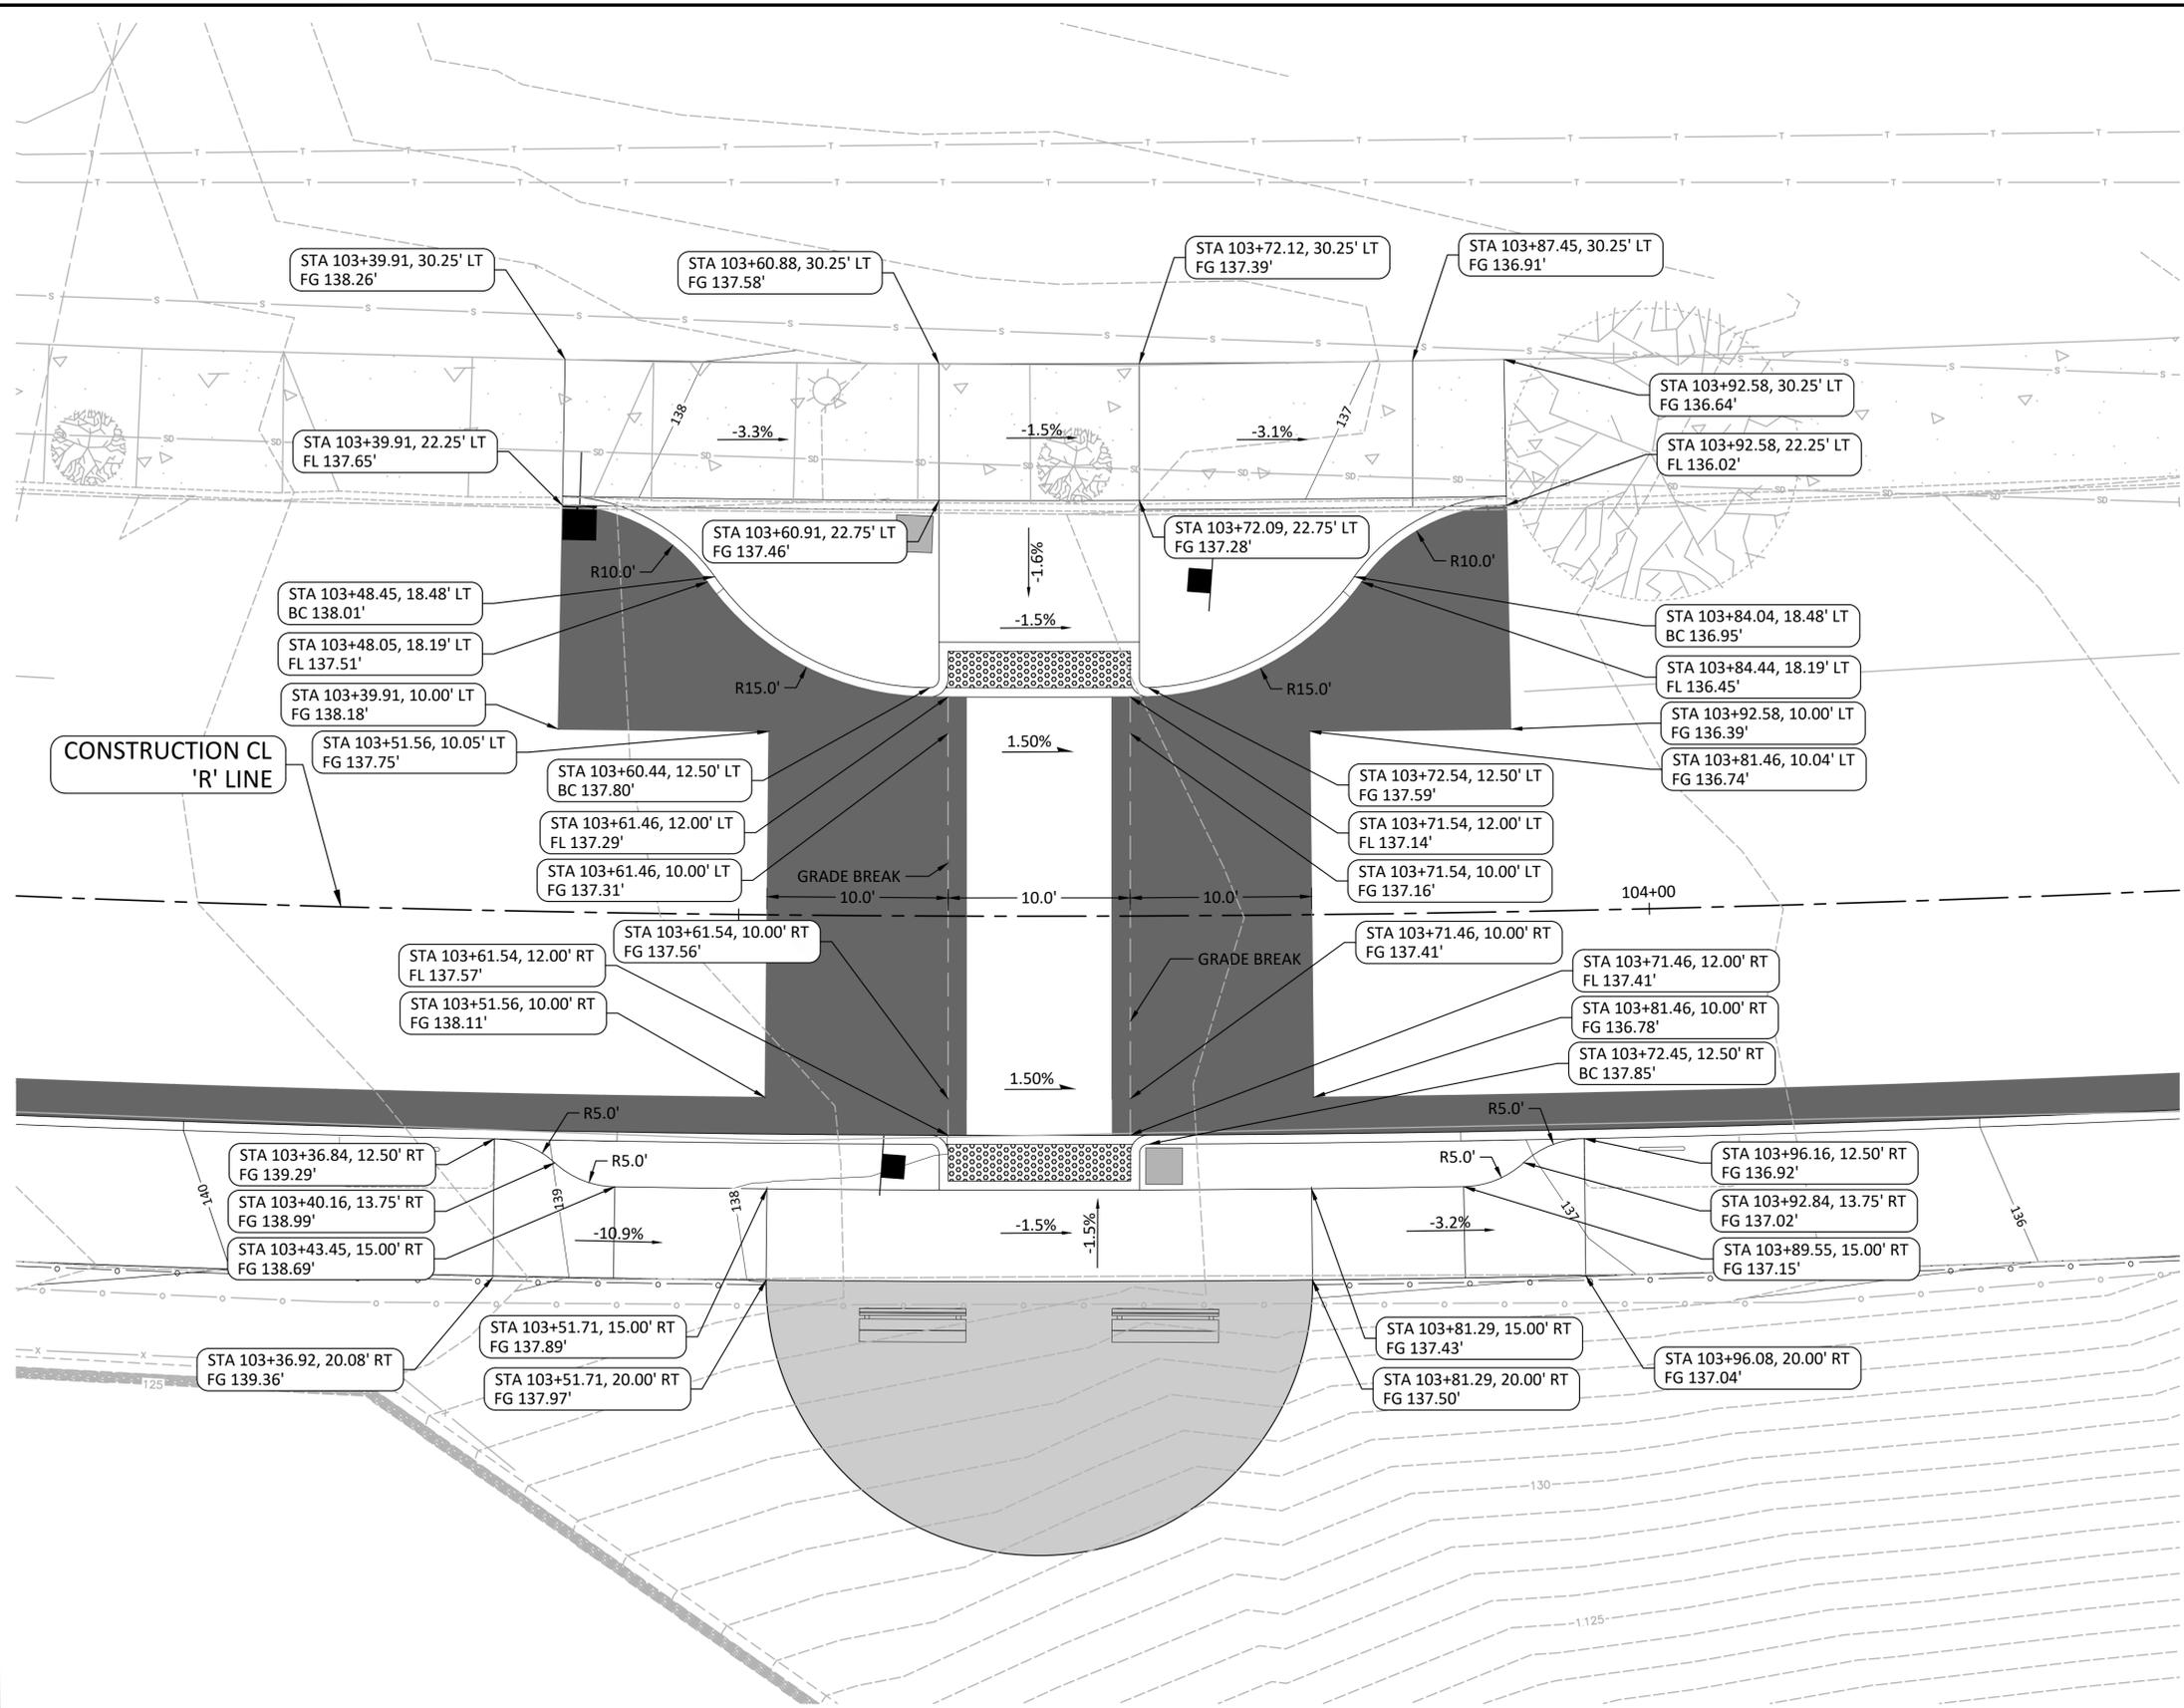 STA 103+39.91, 30.25' LT
FG 138.26'
STA 103+60.88, 30.25' LT
FG 137.58'
STA 103+72.12, 30.25' LT
FG 137.39'
STA 103+87.45, 30.25' LT
FG 136.91'
STA 103+92.58, 30.25' LT
FG 136.64'
138
-3.3%
-1.5%
-3.1%
137
STA 103+39.91, 22.25' LT
FL 137.65'
STA 103+92.58, 22.25' LT
FL 136.02'
STA 103+60.91, 22.75' LT
FG 137.46'
-1.6%
STA 103+72.09, 22.75' LT
FG 137.28'
R10.0'
R10.0'
STA 103+48.45, 18.48' LT
BC 138.01'
-1.5%
STA 103+84.04, 18.48' LT
BC 136.95'
STA 103+48.05, 18.19' LT
FL 137.51'
STA 103+84.44, 18.19' LT
FL 136.45'
R15.0'
R15.0'
STA 103+39.91, 10.00' LT
FG 138.18'
STA 103+92.58, 10.00' LT
FG 136.39'
CONSTRUCTION CL
'R' LINE
STA 103+51.56, 10.05' LT
FG 137.75'
1.50%
STA 103+81.46, 10.04' LT
FG 136.74'
STA 103+60.44, 12.50' LT
BC 137.80'
STA 103+72.54, 12.50' LT
FG 137.59'
STA 103+61.46, 12.00' LT
FL 137.29'
STA 103+71.54, 12.00' LT
FL 137.14'
STA 103+61.46, 10.00' LT
FG 137.31'
STA 103+71.54, 10.00' LT
FG 137.16'
GRADE BREAK
10.0'
10.0'
10.0'
104+00
STA 103+61.54, 10.00' RT
FG 137.56'
STA 103+71.46, 10.00' RT
FG 137.41'
GRADE BREAK
STA 103+61.54, 12.00' RT
FL 137.57'
STA 103+71.46, 12.00' RT
FL 137.41'
STA 103+51.56, 10.00' RT
FG 138.11'
STA 103+81.46, 10.00' RT
FG 136.78'
STA 103+72.45, 12.50' RT
BC 137.85'
1.50%
R5.0'
R5.0'
STA 103+36.84, 12.50' RT
FG 139.29'
R5.0'
R5.0'
STA 103+96.16, 12.50' RT
FG 136.92'
140
STA 103+40.16, 13.75' RT
FG 138.99'
139
138
137
STA 103+92.84, 13.75' RT
FG 137.02'
136
-10.9%
-1.5%
-1.5%
-3.2%
STA 103+43.45, 15.00' RT
FG 138.69'
STA 103+89.55, 15.00' RT
FG 137.15'
STA 103+51.71, 15.00' RT
FG 137.89'
STA 103+81.29, 15.00' RT
FG 137.43'
STA 103+36.92, 20.08' RT
FG 139.36'
STA 103+96.08, 20.00' RT
FG 137.04'
125
STA 103+51.71, 20.00' RT
FG 137.97'
STA 103+81.29, 20.00' RT
FG 137.50'
130